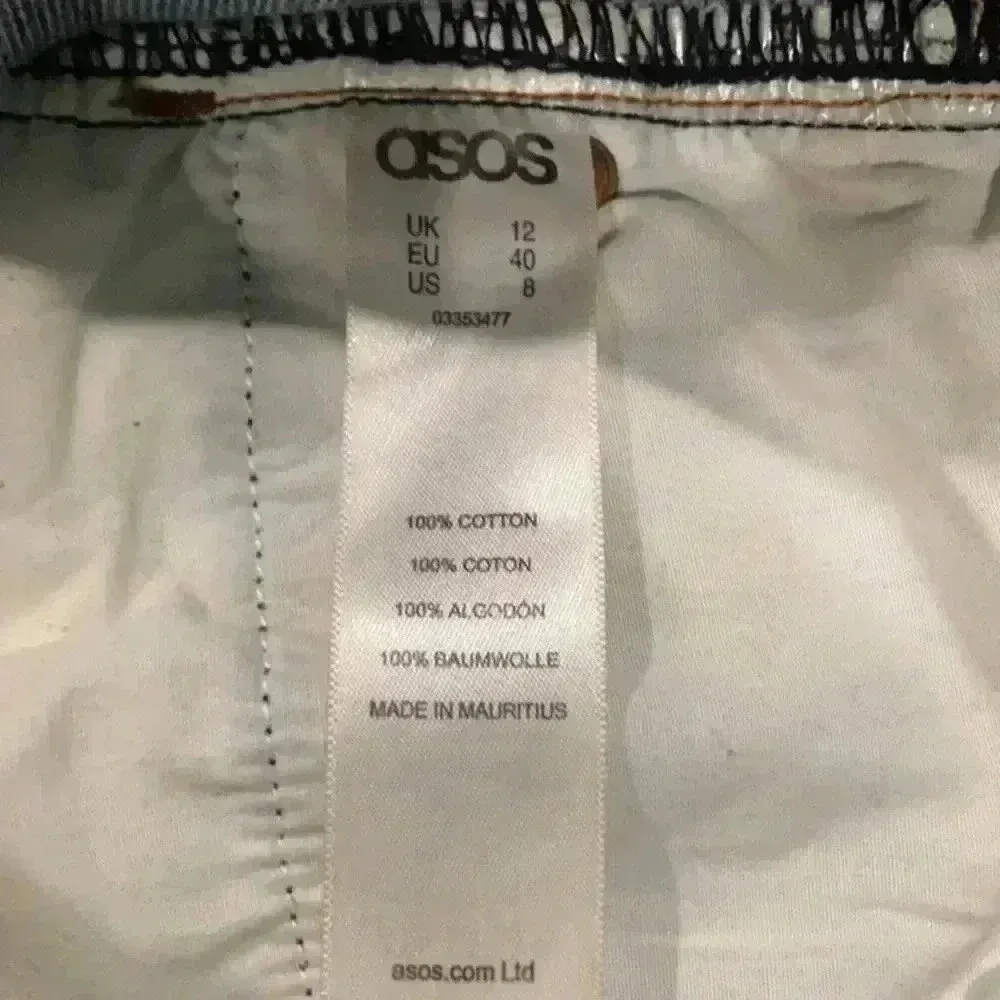 asos
UK 12
EU 40
US 8
03353477
100% COTTON
100% COTON
100% ALGODÓN
100% BAUMWOLLE
MADE IN MAURITIUS
asos.com Ltd